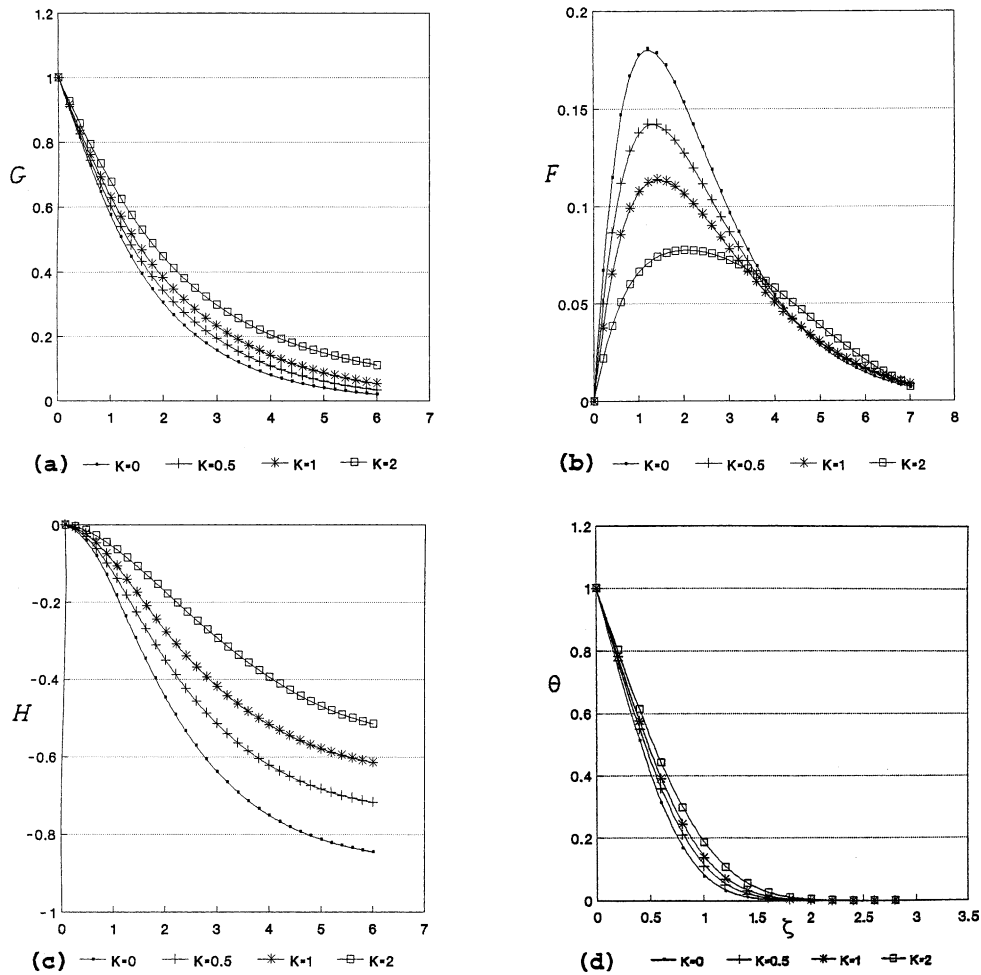 1.2
1
0.8
0.6
0.4
0.2
0
G
0 1 2 3 4 5 6 7
(a) K=0 K=0.5 K=1 K=2
0.2
0.15
0.1
0.05
0
F
0 1 2 3 4 5 6 7 8
(b) K=0 K=0.5 K=1 K=2
0
-0.2
-0.4
-0.6
-0.8
-1
H
0 1 2 3 4 5 6 7
(c) K=0 K=0.5 K=1 K=2
1.2
1
0.8
0.6
0.4
0.2
0
θ
0 0.5 1 1.5 2 2.5 3 3.5
ζ
(d) K=0 K=0.5 K=1 K=2